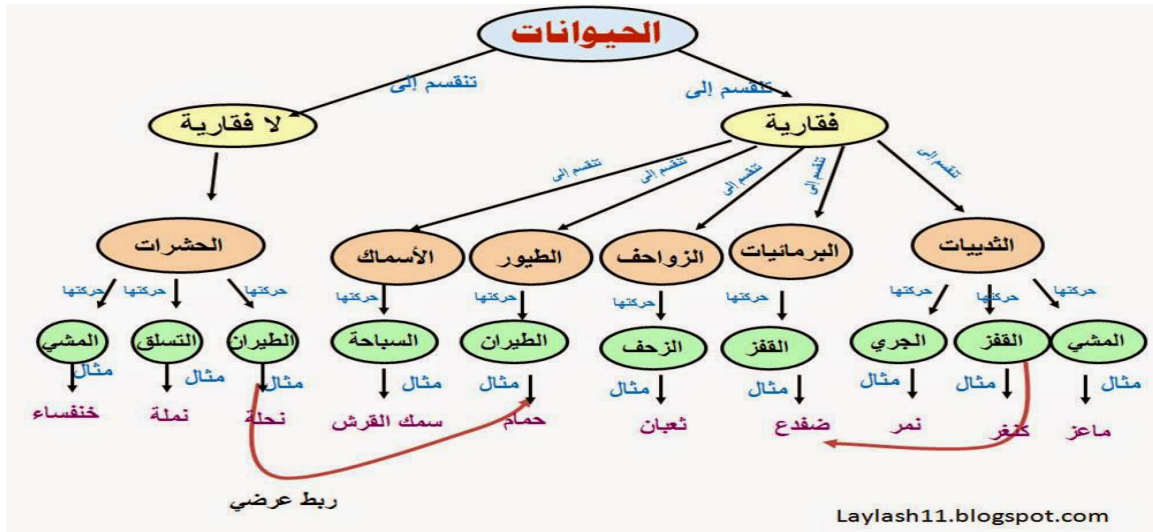 الحيوانات
تنقسم إلى
تنقسم إلى
فقارية
لا فقارية
تنقسم إلى
تنقسم إلى
تنقسم إلى
تنقسم إلى
تنقسم إلى
الثدييات
البرمائيات
الزواحف
الطيور
الأسماك
الحشرات
حركتها
حركتها
حركتها
حركتها
حركتها
حركتها
حركتها
حركتها
حركتها
حركتها
المشي
القفز
الجري
القفز
الزحف
الطيران
السباحة
الطيران
التسلق
المشي
مثال
مثال
مثال
مثال
مثال
مثال
مثال
مثال
مثال
مثال
ماعز
كنغر
نمر
ضفدع
ثعبان
حمام
سمك القرش
نحلة
نملة
خنفساء
ربط عرضي
Laylash11.blogspot.com